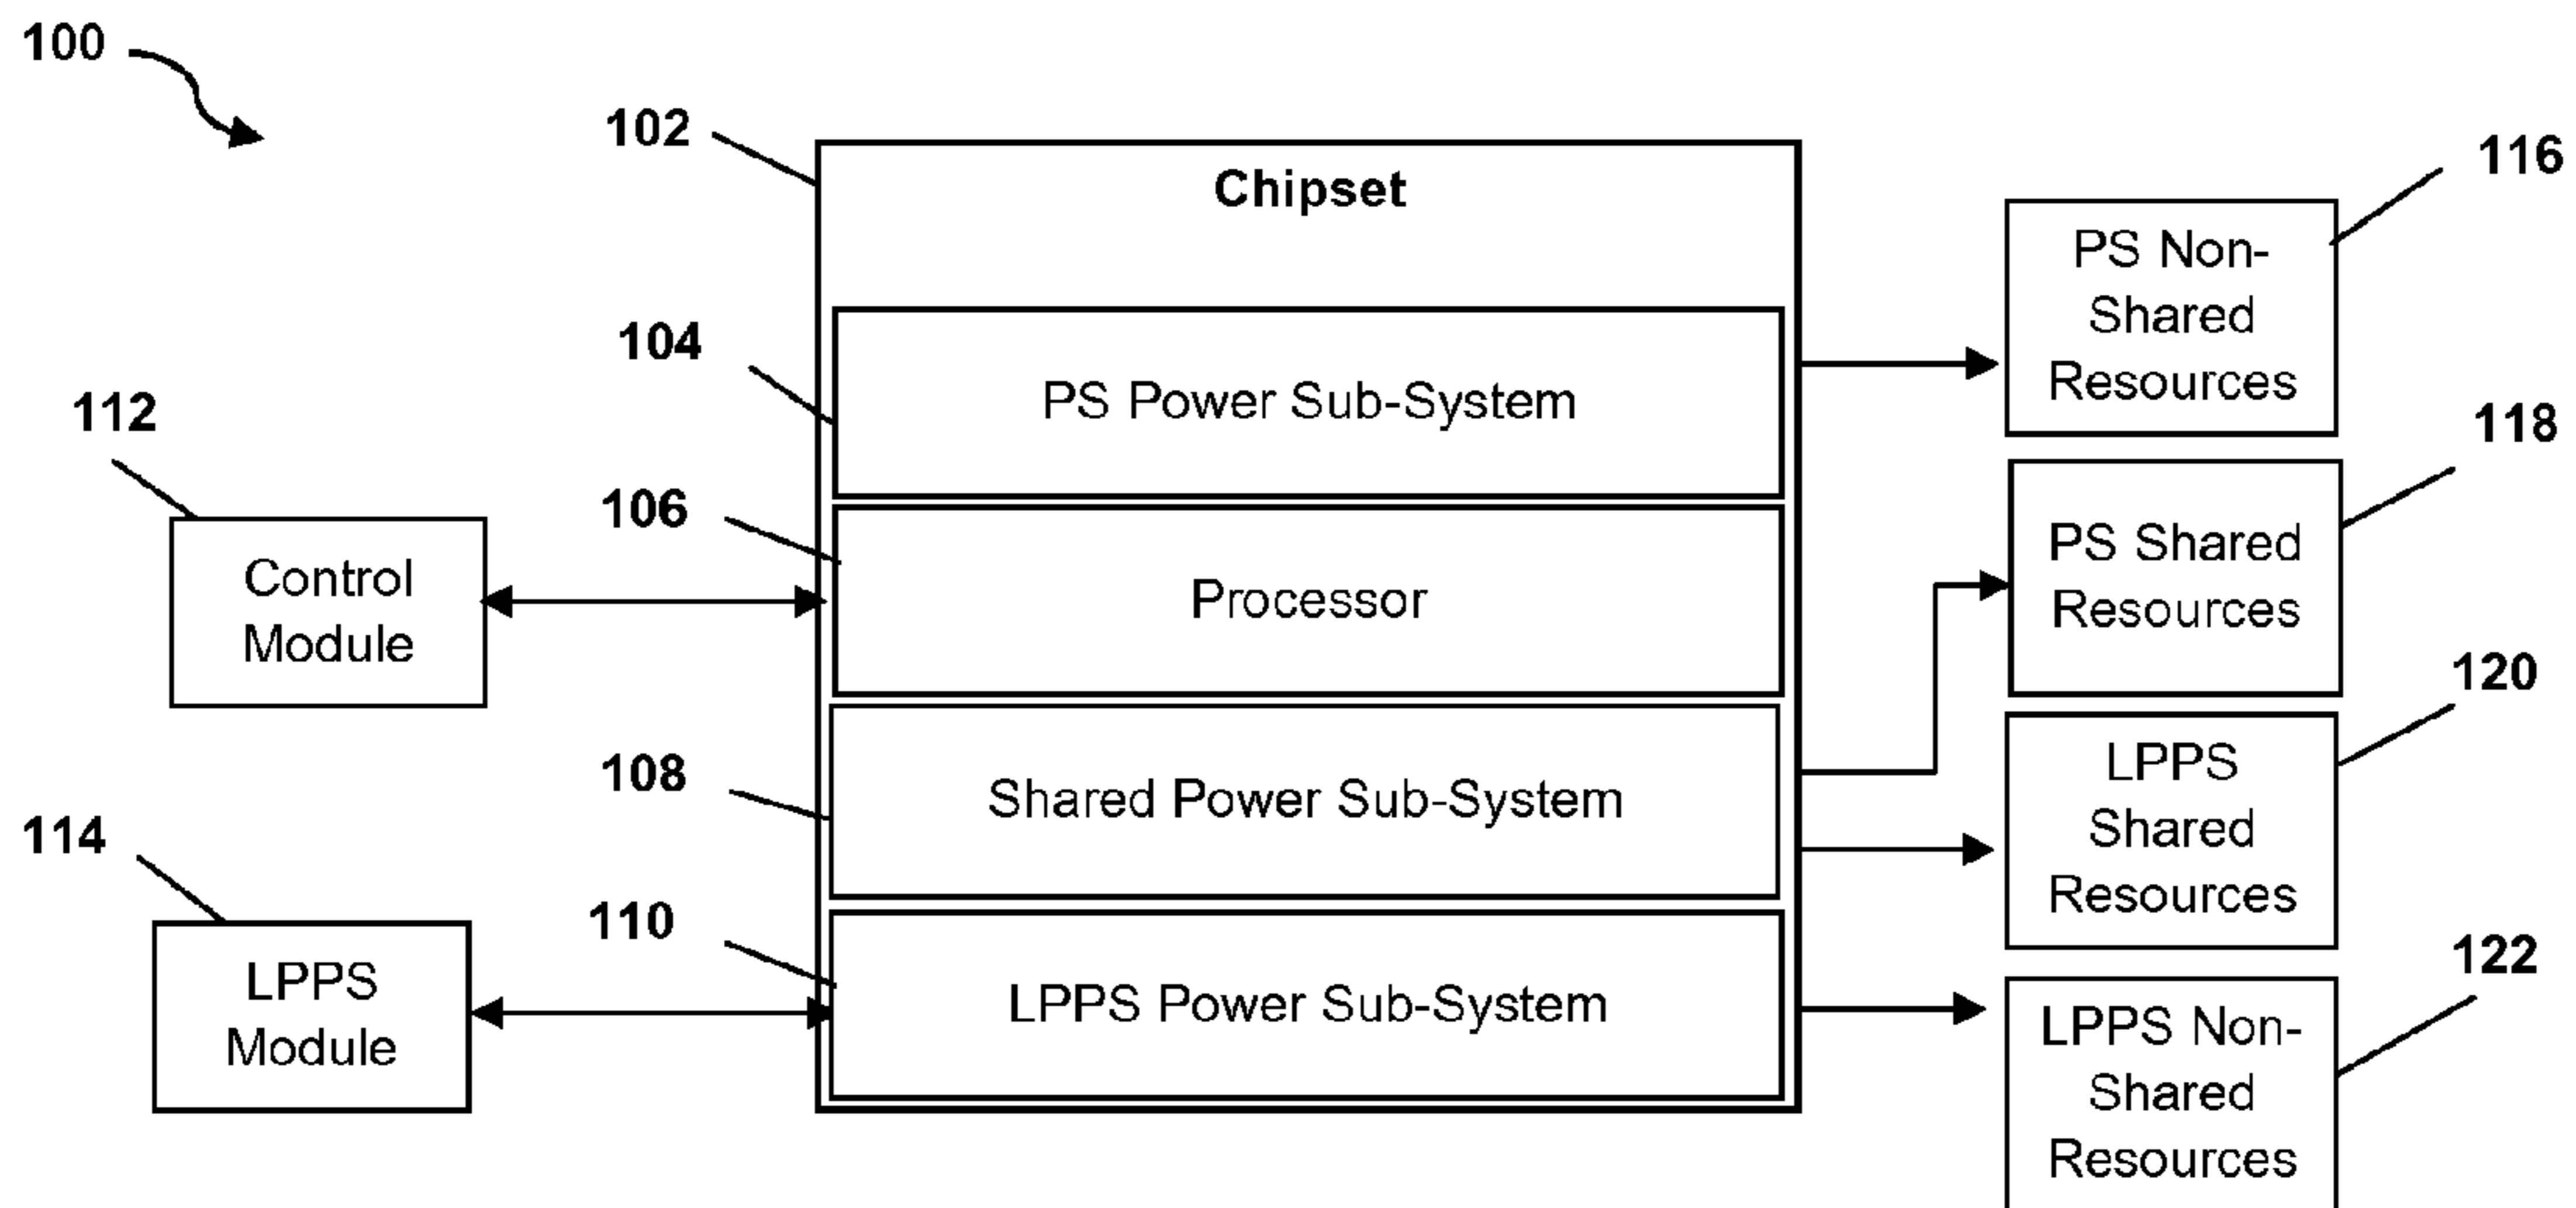 100
102
Chipset
116
PS Non-
Shared
Resources
104
PS Power Sub-System
118
PS Shared
Resources
112
Control
Module
106
Processor
120
LPPS
Shared
Resources
108
Shared Power Sub-System
114
LPPS
Module
110
LPPS Power Sub-System
122
LPPS Non-
Shared
Resources